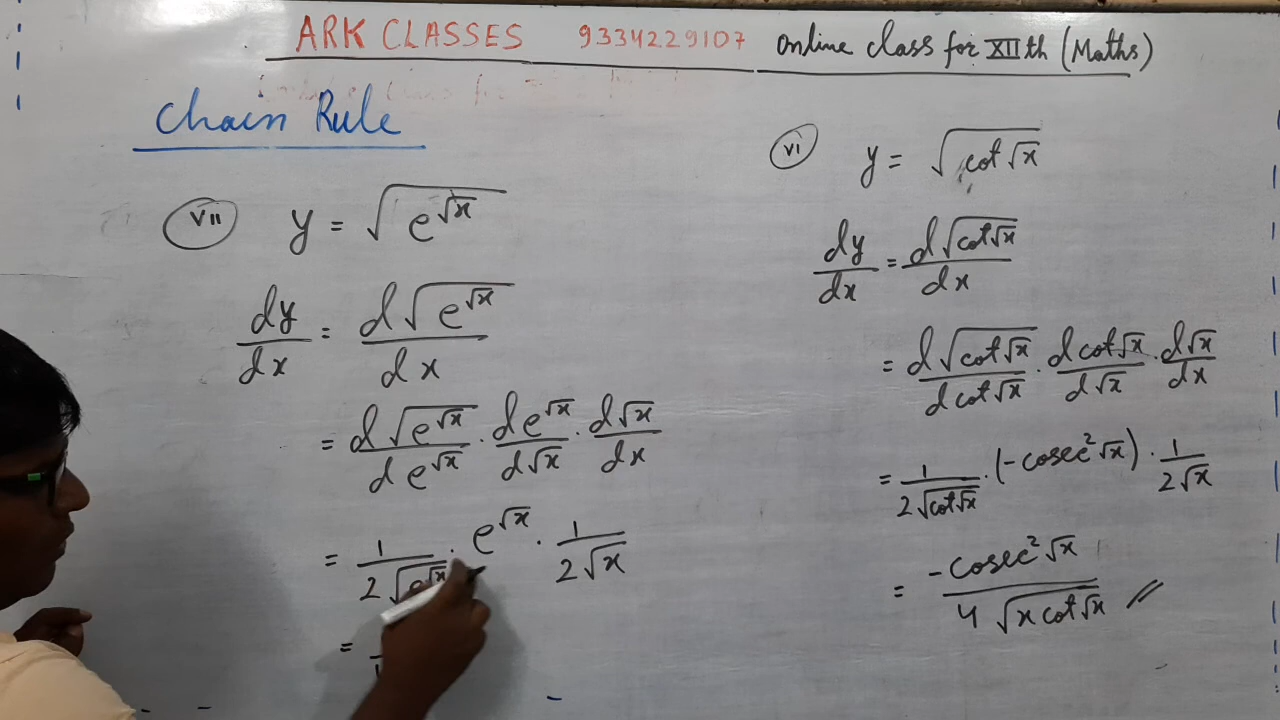 ARK CLASSES 9334229107 Online class for XIIth (Maths)
Chain Rule
VII y = √(e^√x)
dy/dx = d√(e^√x)/dx
= d√(e^√x)/de^√x · de^√x/d√x · d√x/dx
= 1/2√(e^√x) · e^√x · 1/2√x
=
VI y = √(cot√x)
dy/dx = d√(cot√x)/dx
= d√(cot√x)/dcot√x · dcot√x/d√x · d√x/dx
= 1/2√(cot√x) · (-cosec²√x) · 1/2√x
= -cosec²√x/4√(x cot√x) //